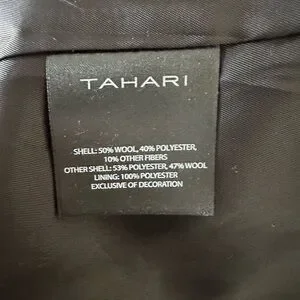 TAHARI
SHELL: 50% WOOL, 40% POLYESTER,
10% OTHER FIBERS
OTHER SHELL: 53% POLYESTER, 47% WOOL
LINING: 100% POLYESTER
EXCLUSIVE OF DECORATION